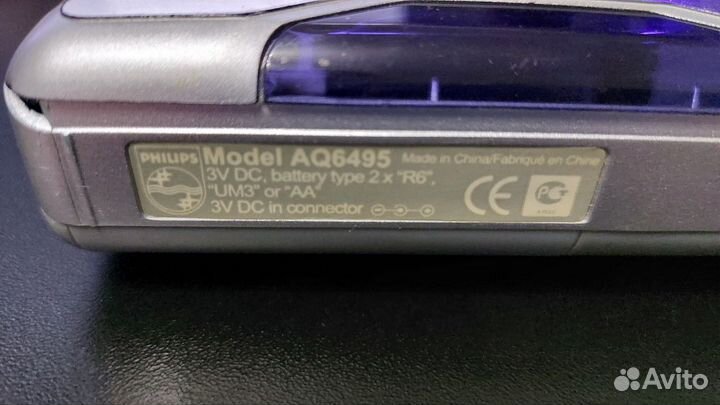 PHILIPS Model AQ6495 Made in China/Fabriqué en Chine
3V DC, battery type 2 x "R6",
"UM3" or "AA"
3V DC in connector
CE
Avito